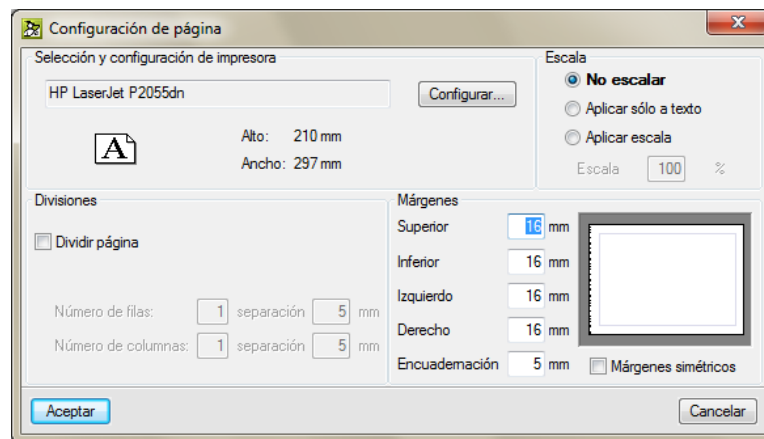 Configuración de página
Selección y configuración de impresora
HP LaserJet P2055dn
Configurar...
A
Alto: 210 mm
Ancho: 297 mm
Escala
No escalar
Aplicar sólo a texto
Aplicar escala
Escala 100 %
Divisiones
Dividir página
Número de filas: 1 separación 5 mm
Número de columnas: 1 separación 5 mm
Márgenes
Superior 16 mm
Inferior 16 mm
Izquierdo 16 mm
Derecho 16 mm
Encuadernación 5 mm
Márgenes simétricos
Aceptar
Cancelar